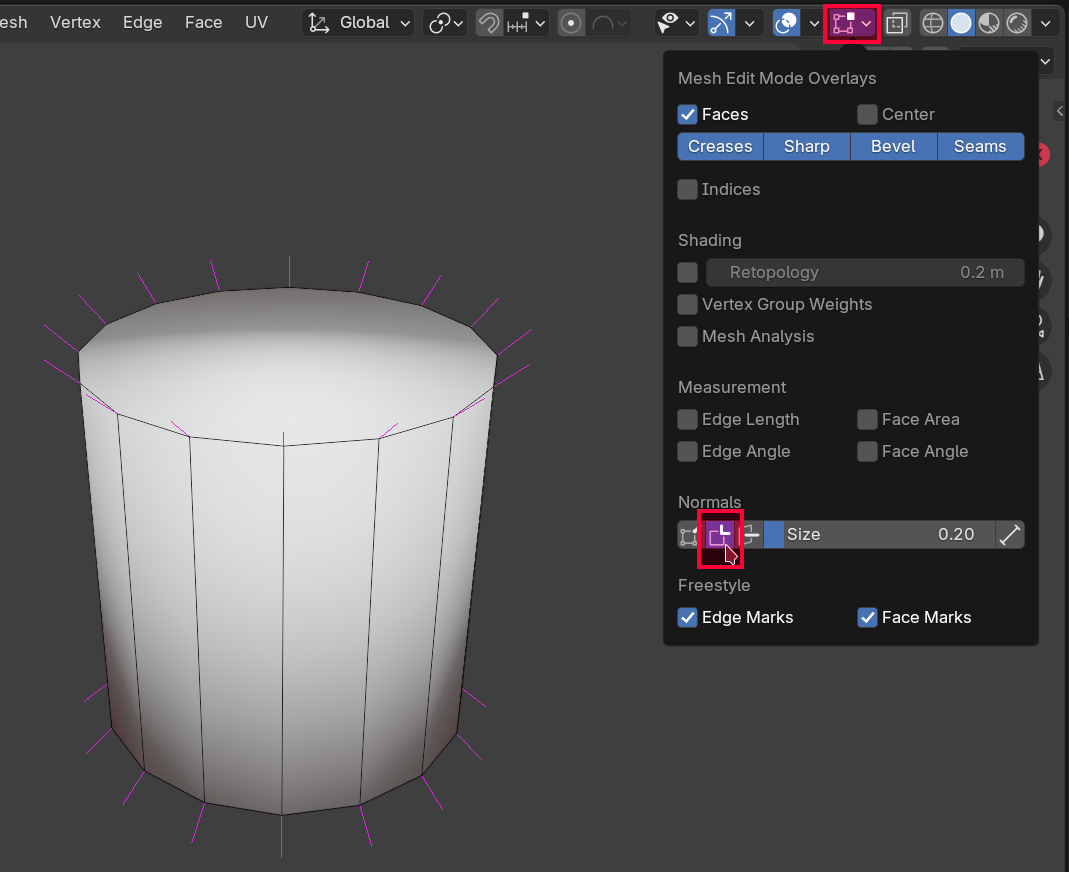 esh Vertex Edge Face UV Global
Mesh Edit Mode Overlays
Faces Center
Creases Sharp Bevel Seams
Indices
Shading
Retopology 0.2 m
Vertex Group Weights
Mesh Analysis
Measurement
Edge Length Face Area
Edge Angle Face Angle
Normals
Size 0.20
Freestyle
Edge Marks Face Marks